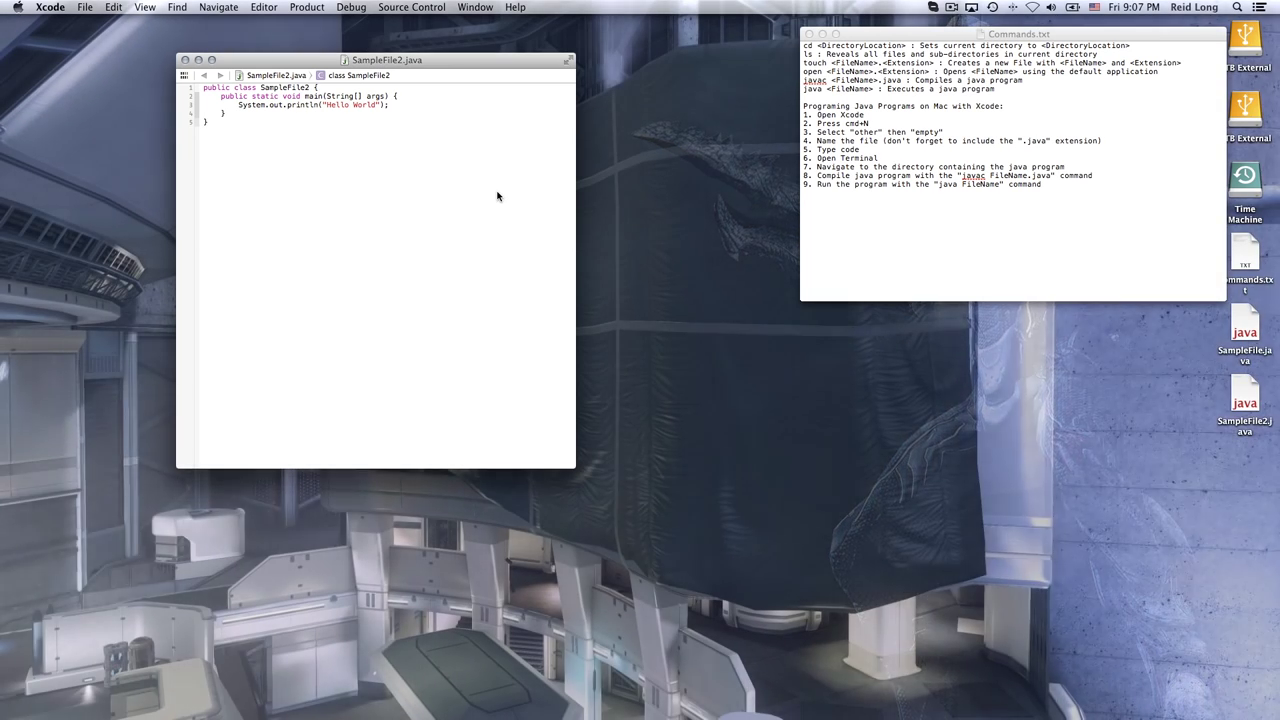 Xcode File Edit View Find Navigate Editor Product Debug Source Control Window Help Fri 9:07 PM Reid Long
SampleFile2.java
SampleFile2.java class SampleFile2
1 public class SampleFile2 {
2 public static void main(String[] args) {
3 System.out.println("Hello World");
4 }
5 }
Commands.txt
cd <DirectoryLocation> : Sets current directory to <DirectoryLocation>
ls : Reveals all files and sub-directories in current directory
touch <FileName>.<Extension> : Creates a new File with <FileName> and <Extension>
open <FileName>.<Extension> : Opens <FileName> using the default application
javac <FileName>.java : Compiles a java program
java <FileName> : Executes a java program
Programing Java Programs on Mac with Xcode:
1. Open Xcode
2. Press cmd+N
3. Select "other" then "empty"
4. Name the file (don't forget to include the ".java" extension)
5. Type code
6. Open Terminal
7. Navigate to the directory containing the java program
8. Compile java program with the "javac FileName.java" command
9. Run the program with the "java FileName" command
TB External
TB External
Time
Machine
TXT
mmands.tx
t
java
SampleFile.ja
va
java
SampleFile2.j
ava